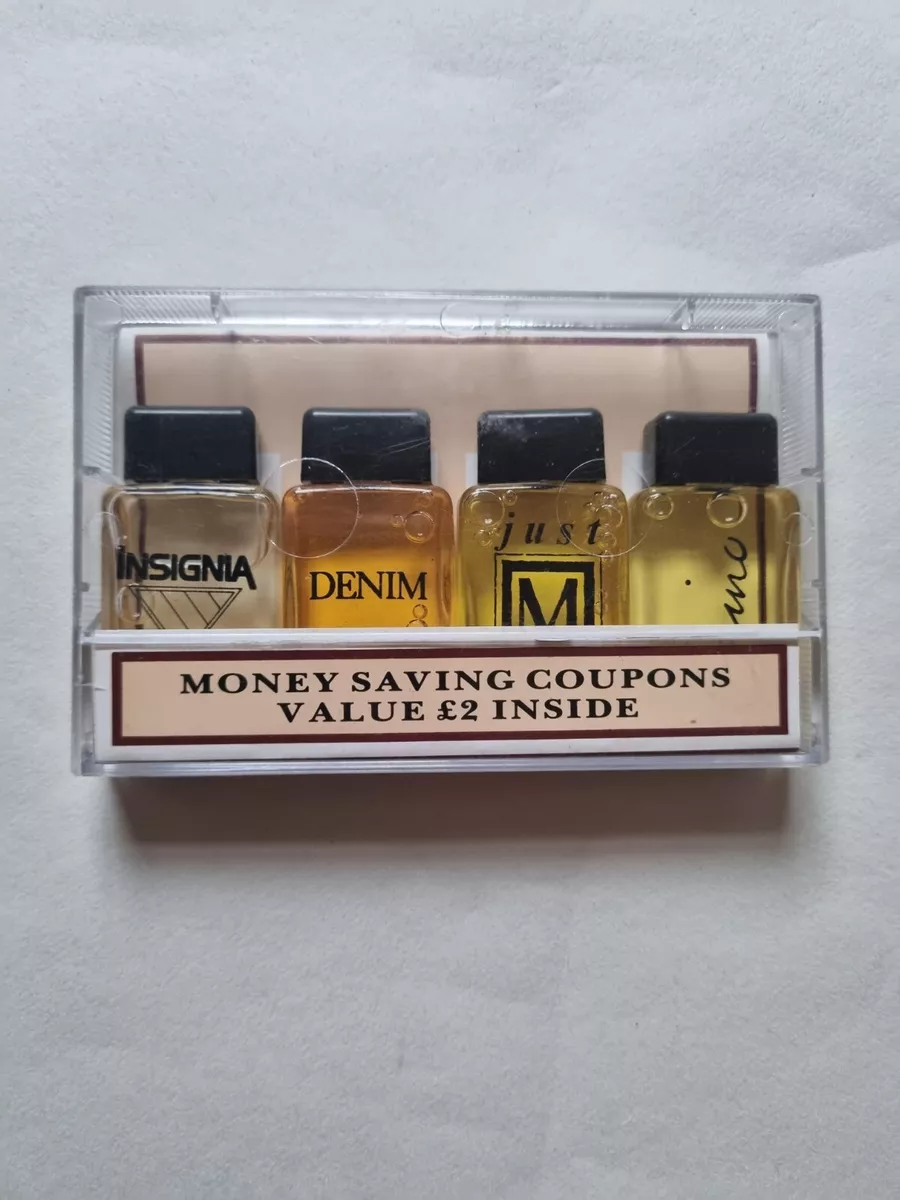 INSIGNIA
DENIM
just
M
MONEY SAVING COUPONS
VALUE £2 INSIDE